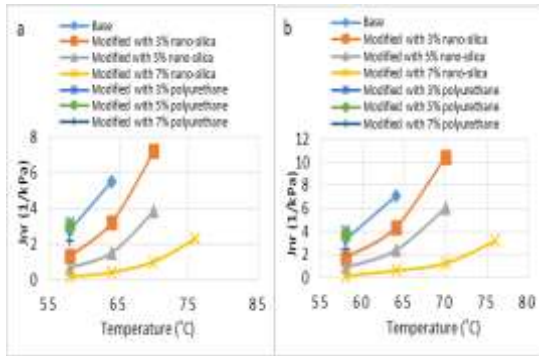 a
Base
Modified with 3% nano-silica
Modified with 5% nano-silica
Modified with 7% nano-silica
Modified with 3% polyurethane
Modified with 5% polyurethane
Modified with 7% polyurethane
8
6
4
2
0
Jnr (1/kPa)
55 65 75 85
Temperature (°C)
b
Base
Modified with 3% nano-silica
Modified with 5% nano-silica
Modified with 7% nano-silica
Modified with 3% polyurethane
Modified with 5% polyurethane
Modified with 7% polyurethane
12
10
8
6
4
2
0
Jnr (1/kPa)
55 60 65 70 75 80
Temperature (°C)